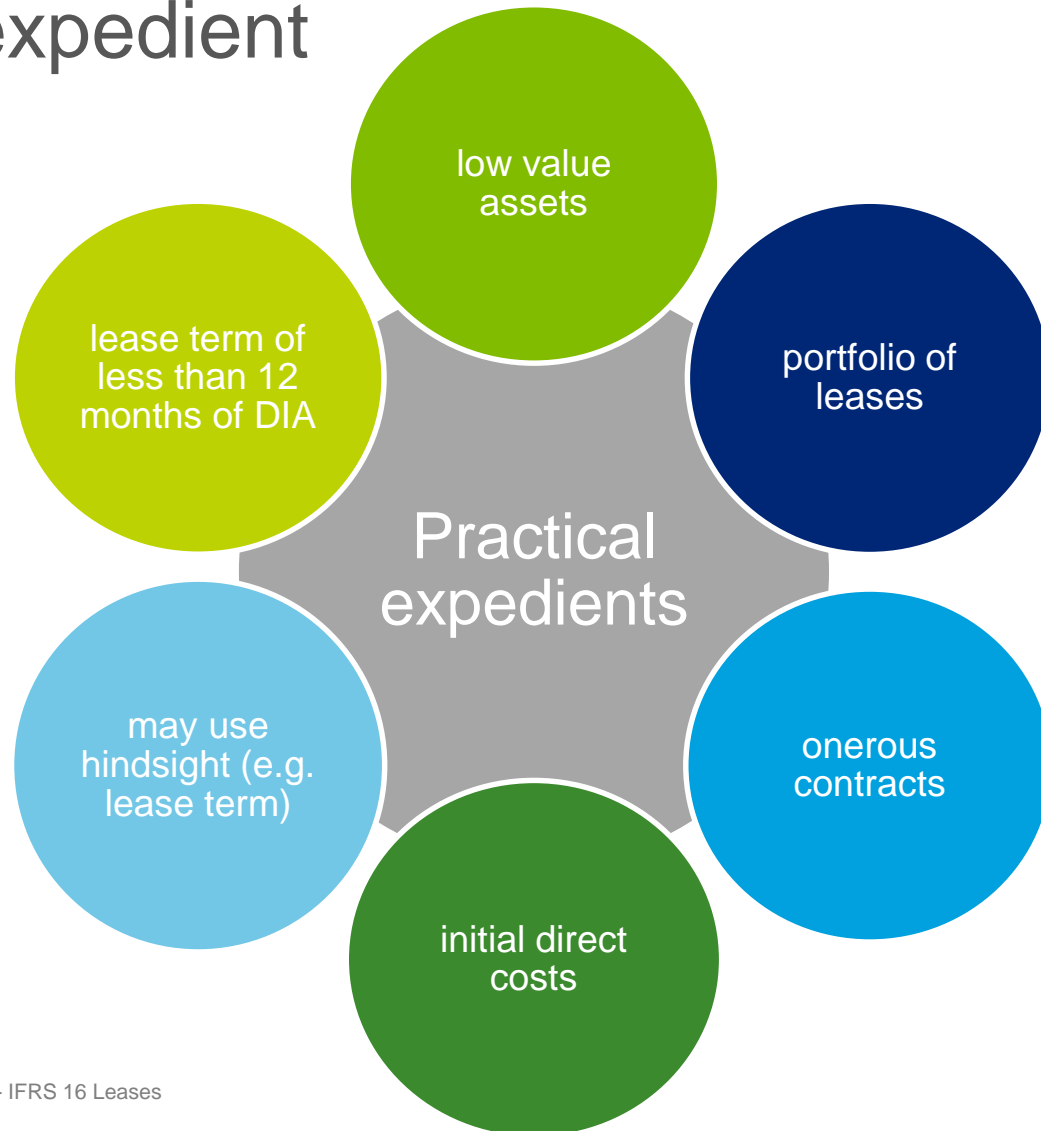 expedient
low value
assets
portfolio of
leases
onerous
contracts
initial direct
costs
may use
hindsight (e.g.
lease term)
lease term of
less than 12
months of DIA
Practical
expedients
IFRS 16 Leases